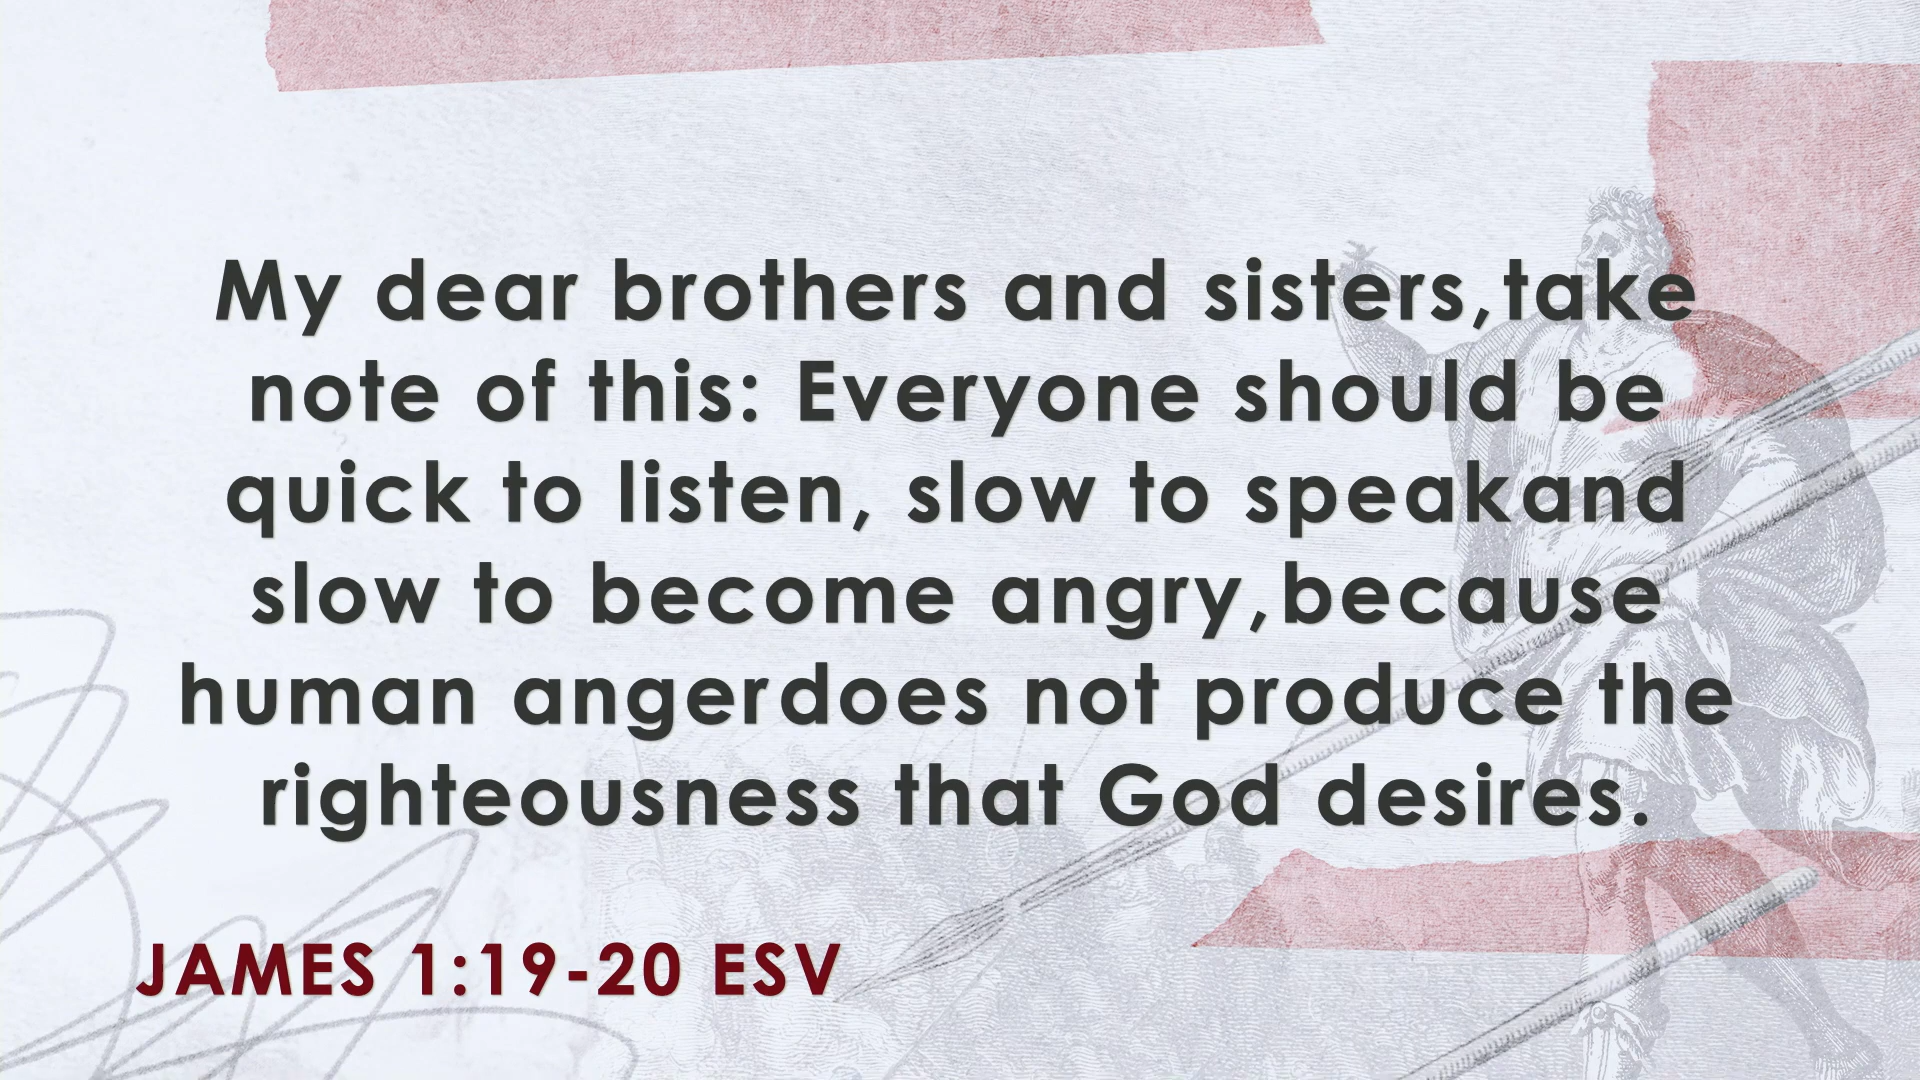 My dear brothers and sisters,take
note of this: Everyone should be
quick to listen, slow to speakand
slow to become angry,because
human angerdoes not produce the
righteousness that God desires.
JAMES 1:19-20 ESV